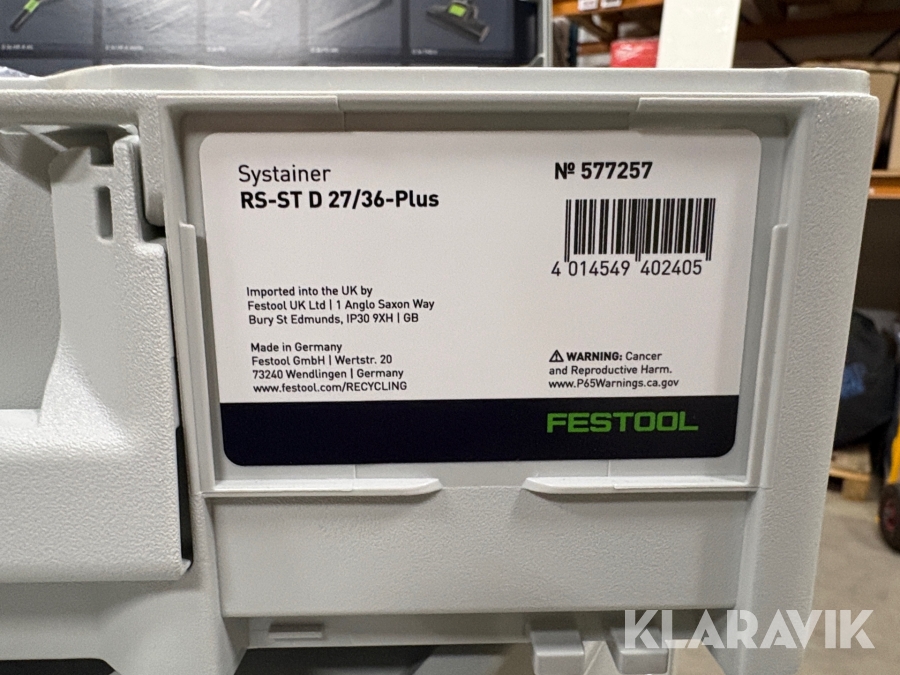 Systainer
RS-ST D 27/36-Plus
№ 577257
4 014549 402405
Imported into the UK by
Festool UK Ltd | 1 Anglo Saxon Way
Bury St Edmunds, IP30 9XH | GB
Made in Germany
Festool GmbH | Wertstr. 20
73240 Wendlingen | Germany
www.festool.com/RECYCLING
⚠ WARNING: Cancer
and Reproductive Harm.
www.P65Warnings.ca.gov
FESTOOL
KLARAVIK